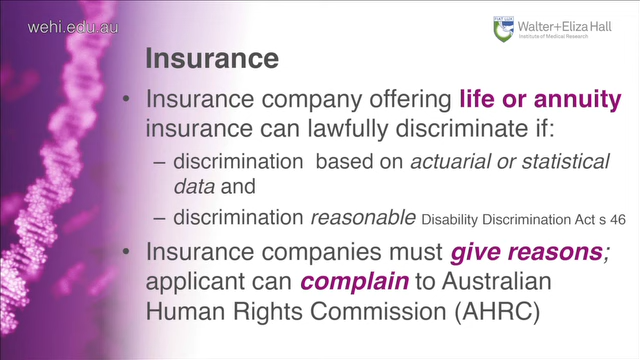 wehi.edu.au
FIAT LUX
Walter+Eliza Hall
Institute of Medical Research
Insurance
• Insurance company offering life or annuity
insurance can lawfully discriminate if:
– discrimination based on actuarial or statistical
data and
– discrimination reasonable Disability Discrimination Act s 46
• Insurance companies must give reasons;
applicant can complain to Australian
Human Rights Commission (AHRC)